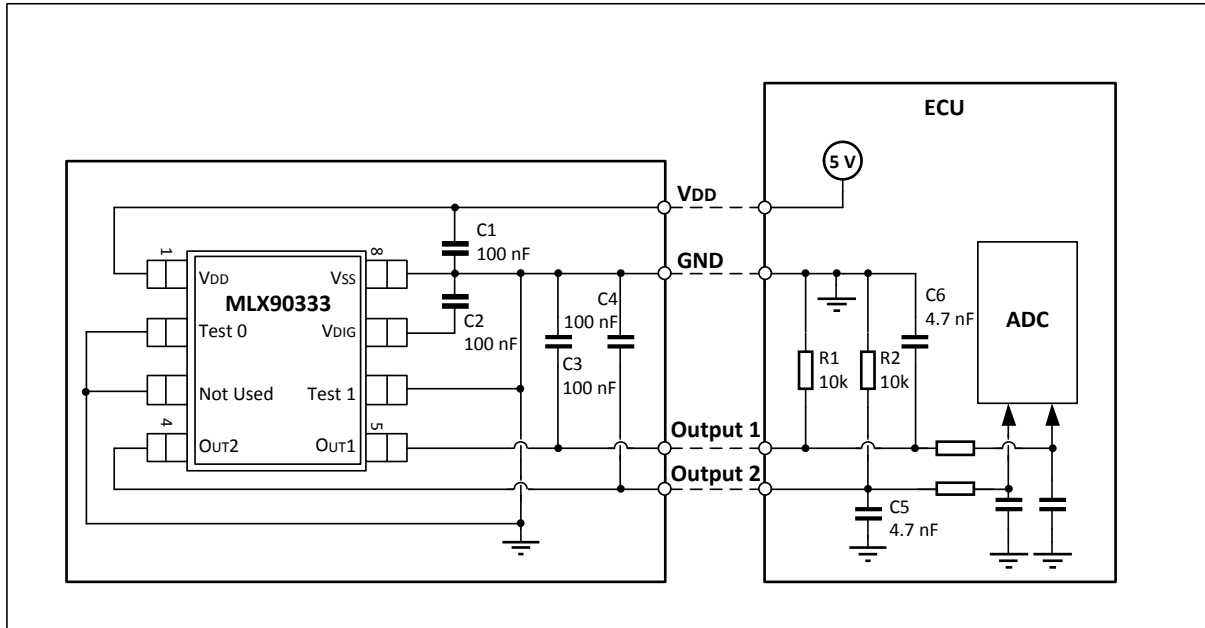 ECU
5 V
VDD
GND
C1
100 nF
C2
100 nF
C4
100 nF
C3
100 nF
1
8
VDD
VSS
MLX90333
Test 0
VDIG
Not Used
Test 1
4
5
OUT2
OUT1
Output 1
Output 2
R1
10k
R2
10k
C6
4.7 nF
ADC
C5
4.7 nF